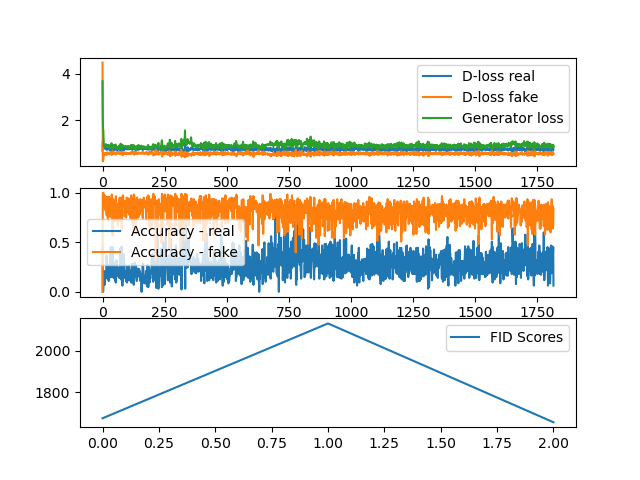 4
2
D-loss real
D-loss fake
Generator loss
0 250 500 750 1000 1250 1500 1750
1.0
0.5
0.0
Accuracy - real
Accuracy - fake
0 250 500 750 1000 1250 1500 1750
2000
1800
FID Scores
0.00 0.25 0.50 0.75 1.00 1.25 1.50 1.75 2.00